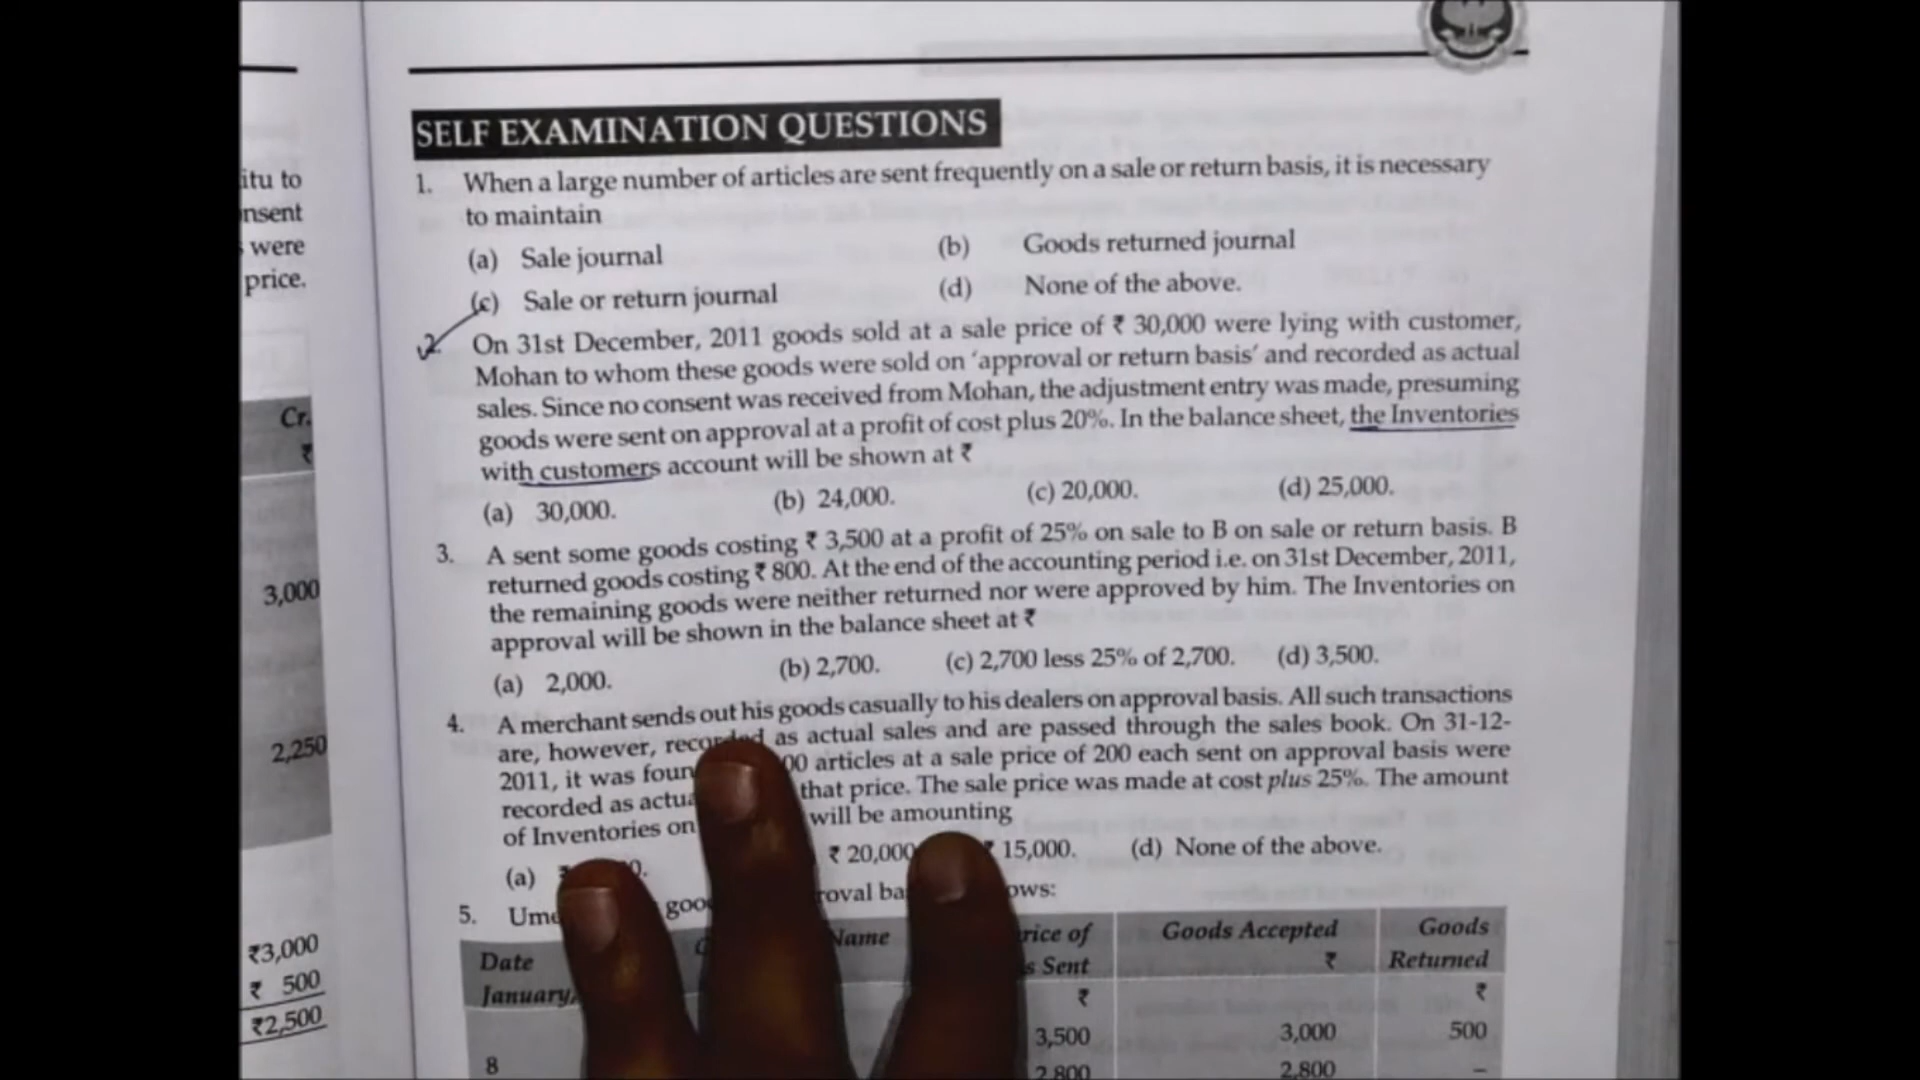 itu to
nsent
were
price.
Cr.
₹
3,000
2,250
₹3,000
₹ 500
₹2,500
SELF EXAMINATION QUESTIONS
1. When a large number of articles are sent frequently on a sale or return basis, it is necessary
to maintain
(a) Sale journal (b) Goods returned journal
(c) Sale or return journal (d) None of the above.
2. On 31st December, 2011 goods sold at a sale price of ₹ 30,000 were lying with customer,
Mohan to whom these goods were sold on 'approval or return basis' and recorded as actual
sales. Since no consent was received from Mohan, the adjustment entry was made, presuming
goods were sent on approval at a profit of cost plus 20%. In the balance sheet, the Inventories
with customers account will be shown at ₹
(a) 30,000. (b) 24,000. (c) 20,000. (d) 25,000.
3. A sent some goods costing ₹ 3,500 at a profit of 25% on sale to B on sale or return basis. B
returned goods costing ₹ 800. At the end of the accounting period i.e. on 31st December, 2011,
the remaining goods were neither returned nor were approved by him. The Inventories on
approval will be shown in the balance sheet at ₹
(a) 2,000. (b) 2,700. (c) 2,700 less 25% of 2,700. (d) 3,500.
4. A merchant sends out his goods casually to his dealers on approval basis. All such transactions
are, however, recorded as actual sales and are passed through the sales book. On 31-12-
2011, it was foun 00 articles at a sale price of 200 each sent on approval basis were
recorded as actua that price. The sale price was made at cost plus 25%. The amount
of Inventories on will be amounting
(a) ₹ 20,000 ₹ 15,000. (d) None of the above.
5. Ume goo roval ba ows:
Date Name rice of Goods Accepted Goods
January, s Sent ₹ Returned
₹ ₹
3,500 3,000 500
8 2,800 2,800 –